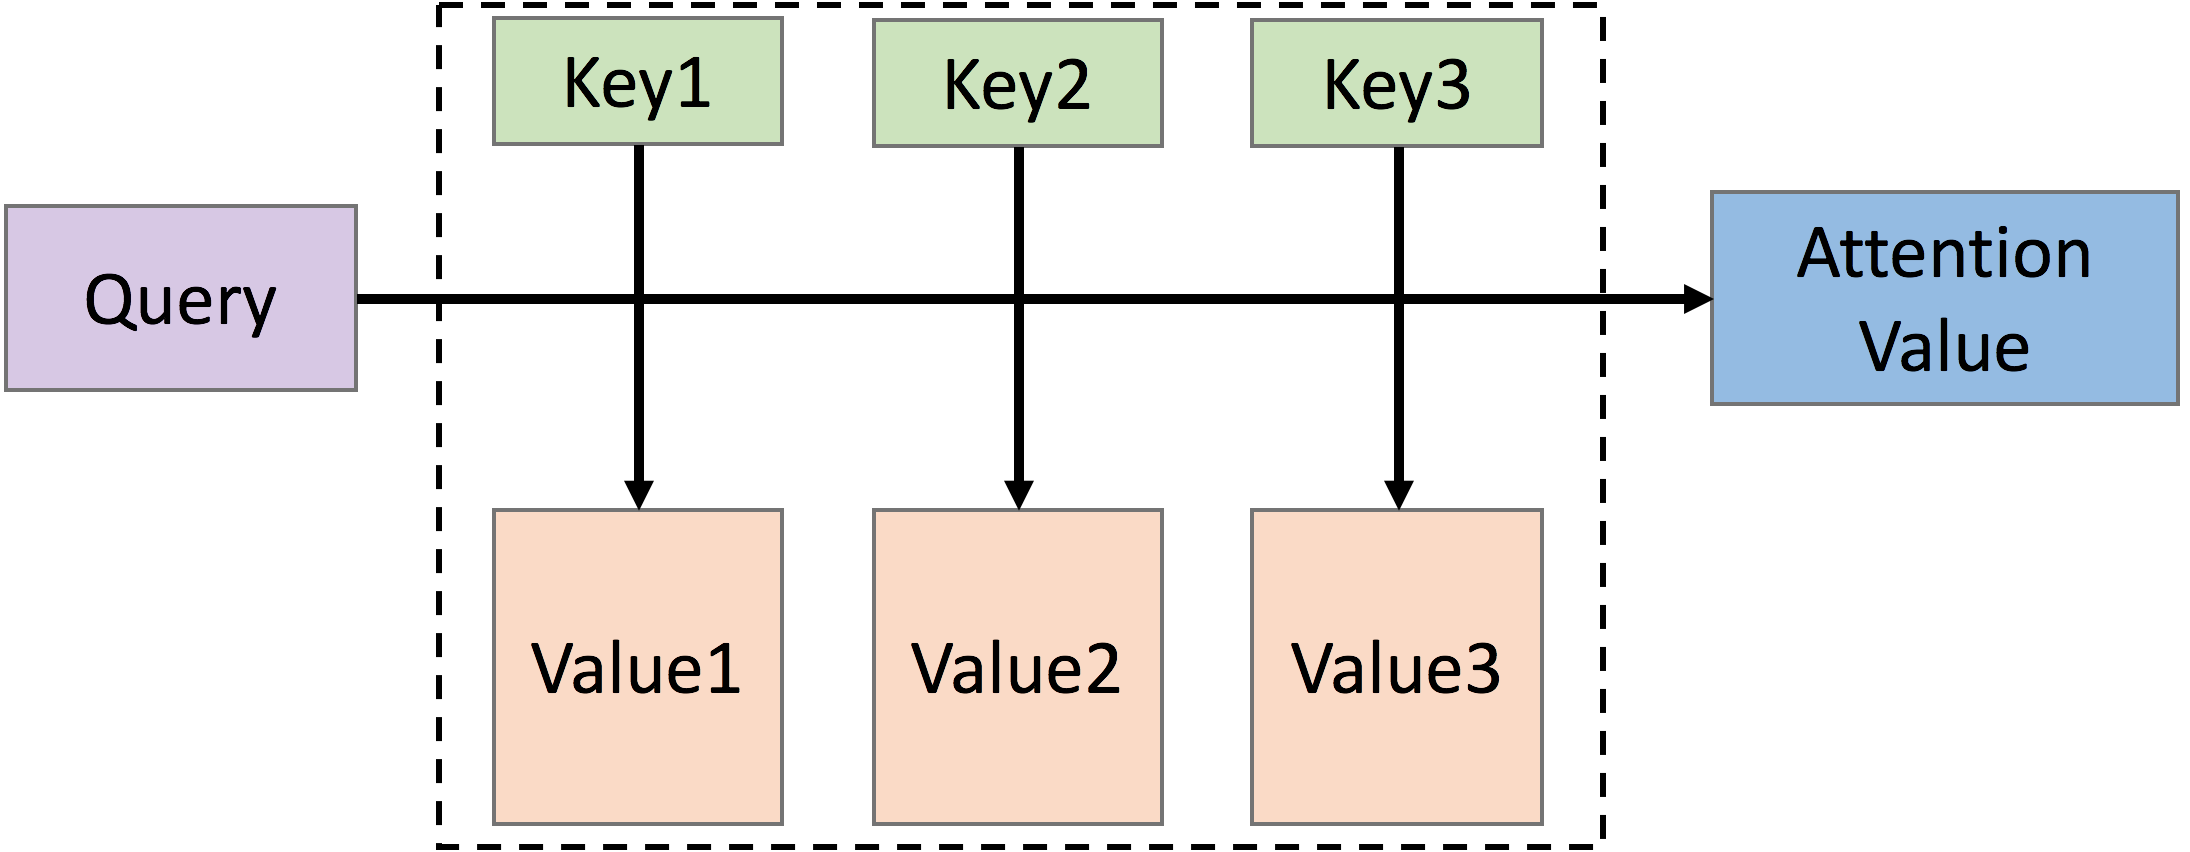 Key1
Key2
Key3
Query
Attention
Value
Value1
Value2
Value3